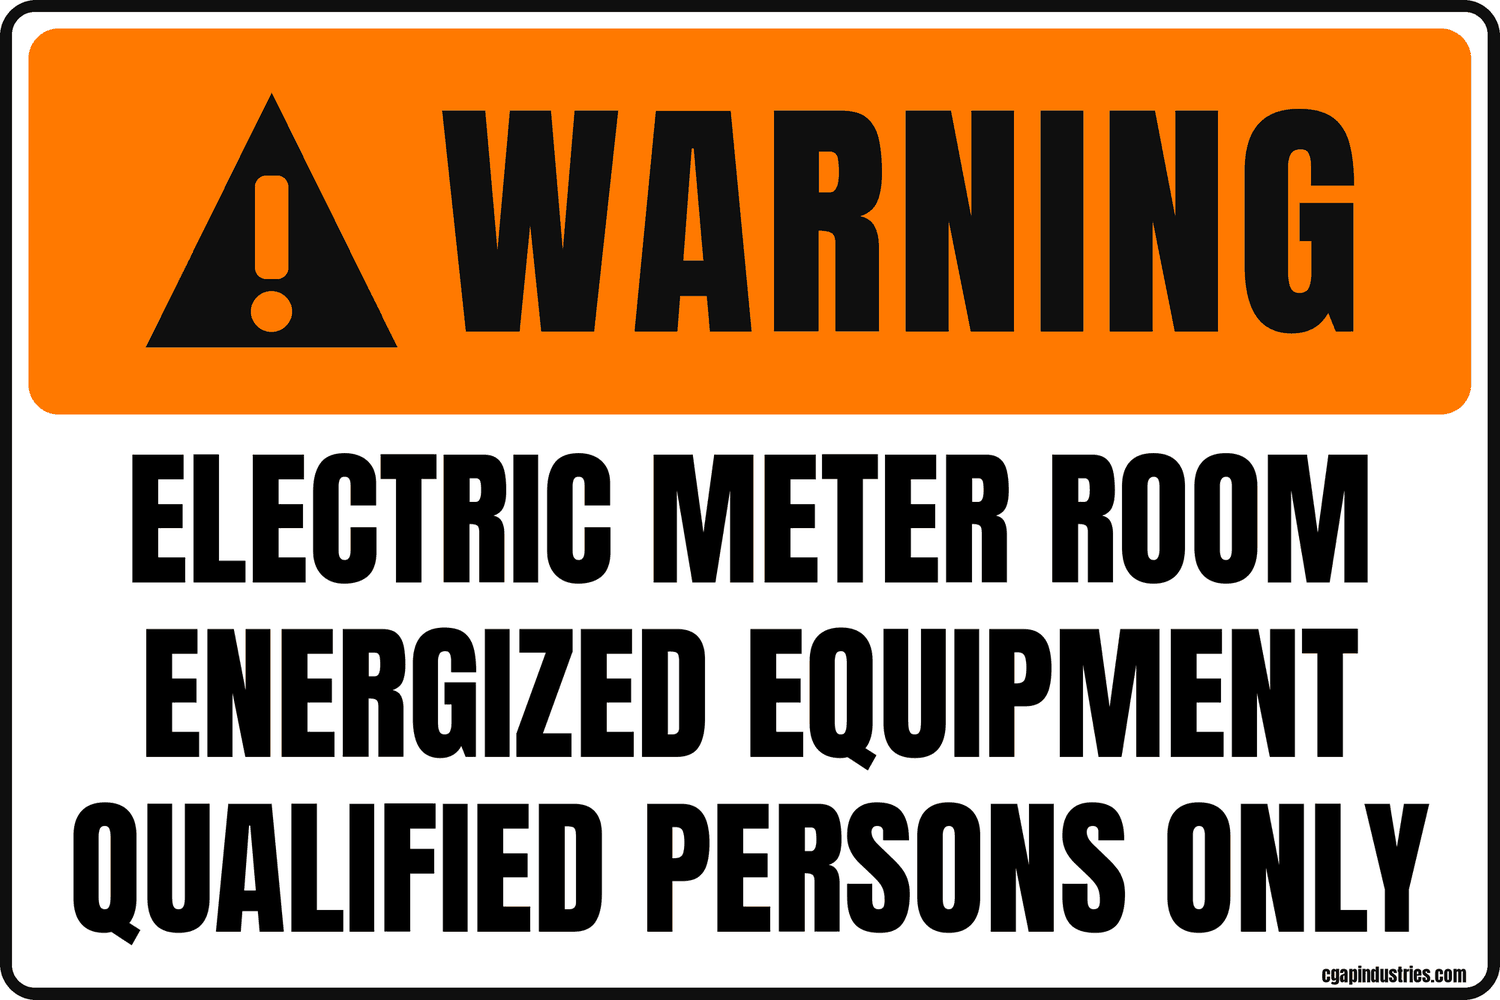 WARNING
ELECTRIC METER ROOM
ENERGIZED EQUIPMENT
QUALIFIED PERSONS ONLY
cgapindustries.com